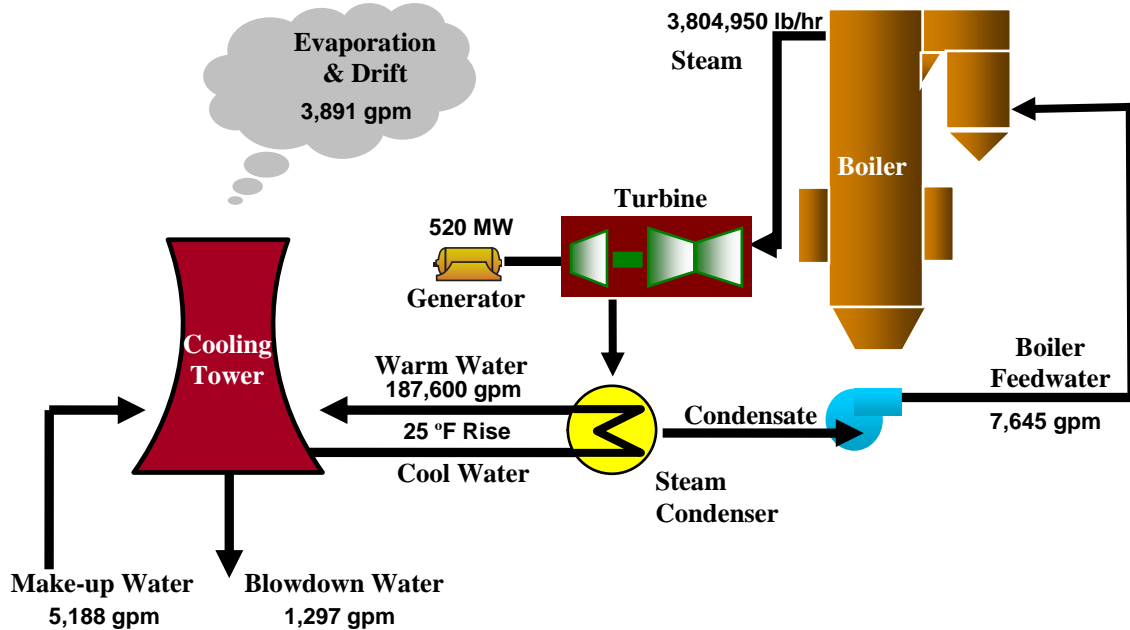 Evaporation
& Drift
3,891 gpm
3,804,950 lb/hr
Steam
Boiler
Turbine
520 MW
Generator
Cooling
Tower
Warm Water
187,600 gpm
25 ºF Rise
Cool Water
Condensate
Steam
Condenser
Boiler
Feedwater
7,645 gpm
Make-up Water
5,188 gpm
Blowdown Water
1,297 gpm